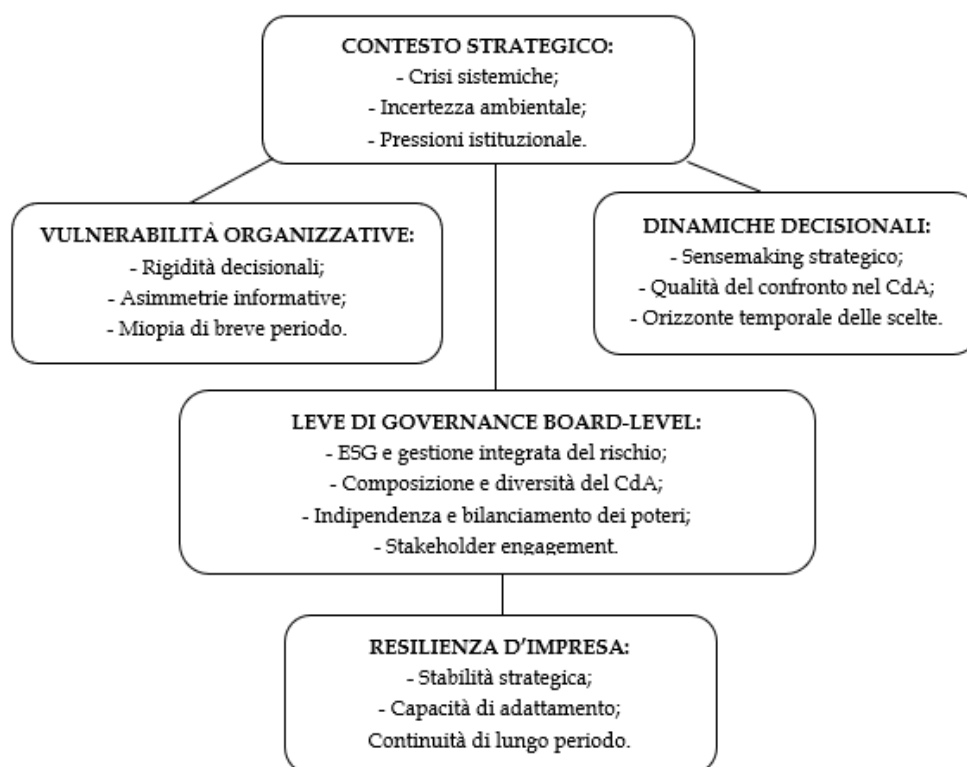 CONTESTO STRATEGICO:
- Crisi sistemiche;
- Incertezza ambientale;
- Pressioni istituzionale.
VULNERABILITÀ ORGANIZZATIVE:
- Rigidità decisionali;
- Asimmetrie informative;
- Miopia di breve periodo.
DINAMICHE DECISIONALI:
- Sensemaking strategico;
- Qualità del confronto nel CdA;
- Orizzonte temporale delle scelte.
LEVE DI GOVERNANCE BOARD-LEVEL:
- ESG e gestione integrata del rischio;
- Composizione e diversità del CdA;
- Indipendenza e bilanciamento dei poteri;
- Stakeholder engagement.
RESILIENZA D’IMPRESA:
- Stabilità strategica;
- Capacità di adattamento;
Continuità di lungo periodo.